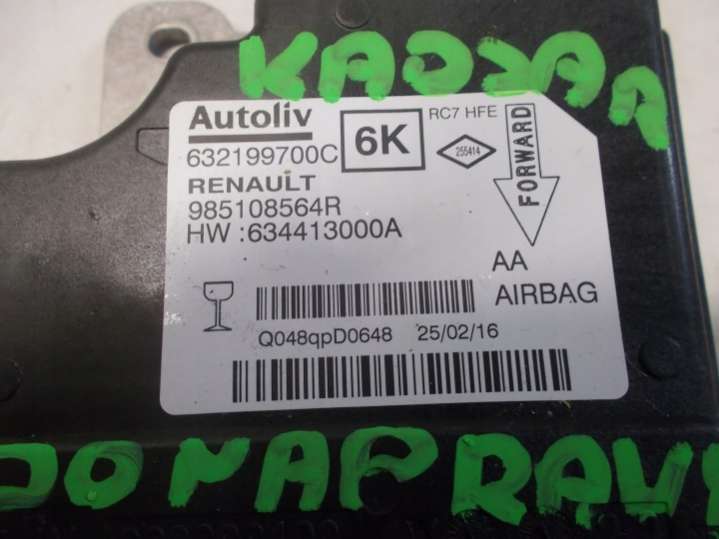 KADJAR
Autoliv
632199700C
6K
RC7 HFE
255414
FORWARD
RENAULT
985108564R
HW :634413000A
AA
AIRBAG
Q048qpD0648 25/02/16
DO NAPRAWY